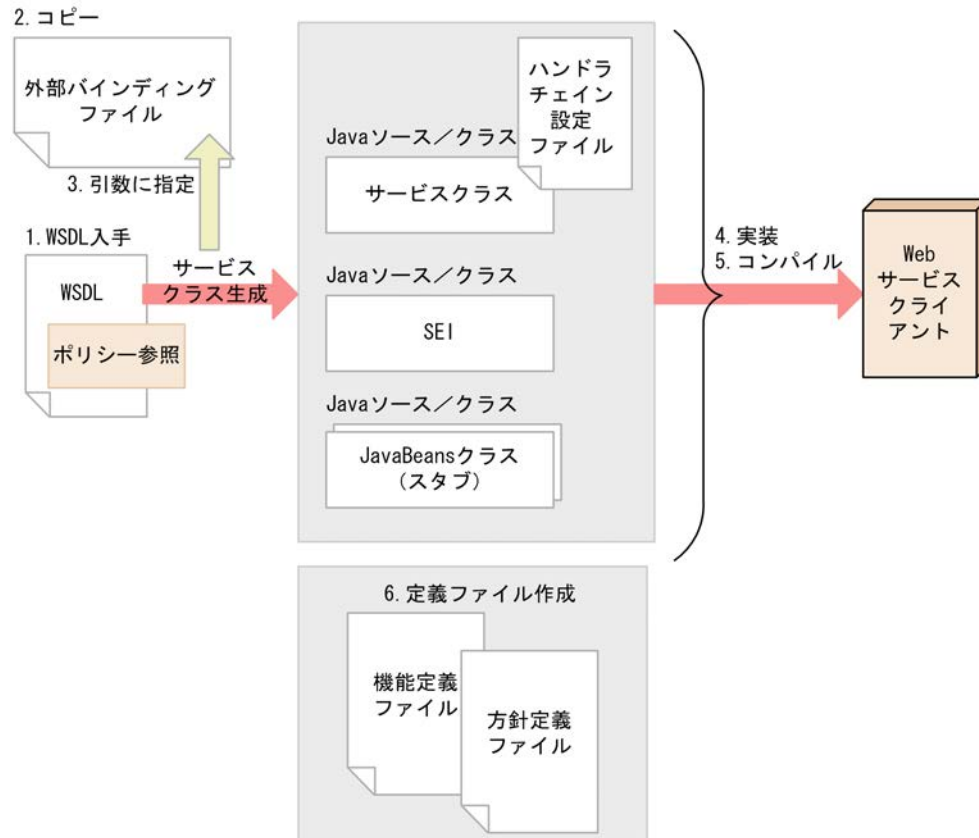 2.コピー
外部バインディング
ファイル
3.引数に指定
1.WSDL入手
WSDL
ポリシー参照
サービス
クラス生成
ハンドラ
チェイン
設定
ファイル
Javaソース／クラス
サービスクラス
Javaソース／クラス
SEI
Javaソース／クラス
JavaBeansクラス
（スタブ）
4.実装
5.コンパイル
Web
サービス
クライ
アント
6.定義ファイル作成
機能定義
ファイル
方針定義
ファイル